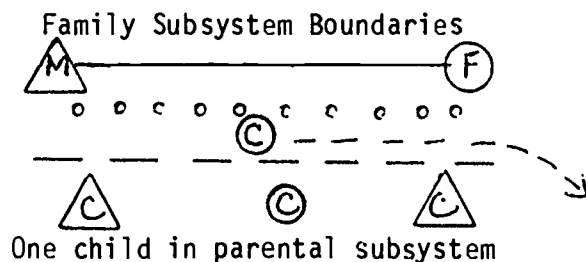 Family Subsystem Boundaries
M F
C
C C C
One child in parental subsystem